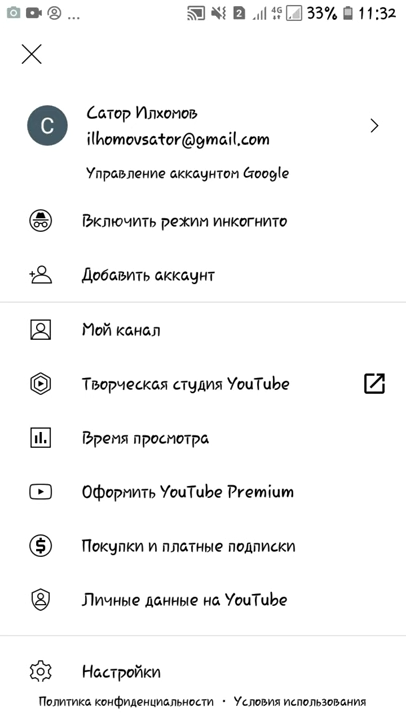 2 4G 33% 11:32
С Сатор Илхомов
ilhomovsator@gmail.com
Управление аккаунтом Google
Включить режим инкогнито
Добавить аккаунт
Мой канал
Творческая студия YouTube
Время просмотра
Оформить YouTube Premium
Покупки и платные подписки
Личные данные на YouTube
Настройки
Политика конфиденциальности · Условия использования